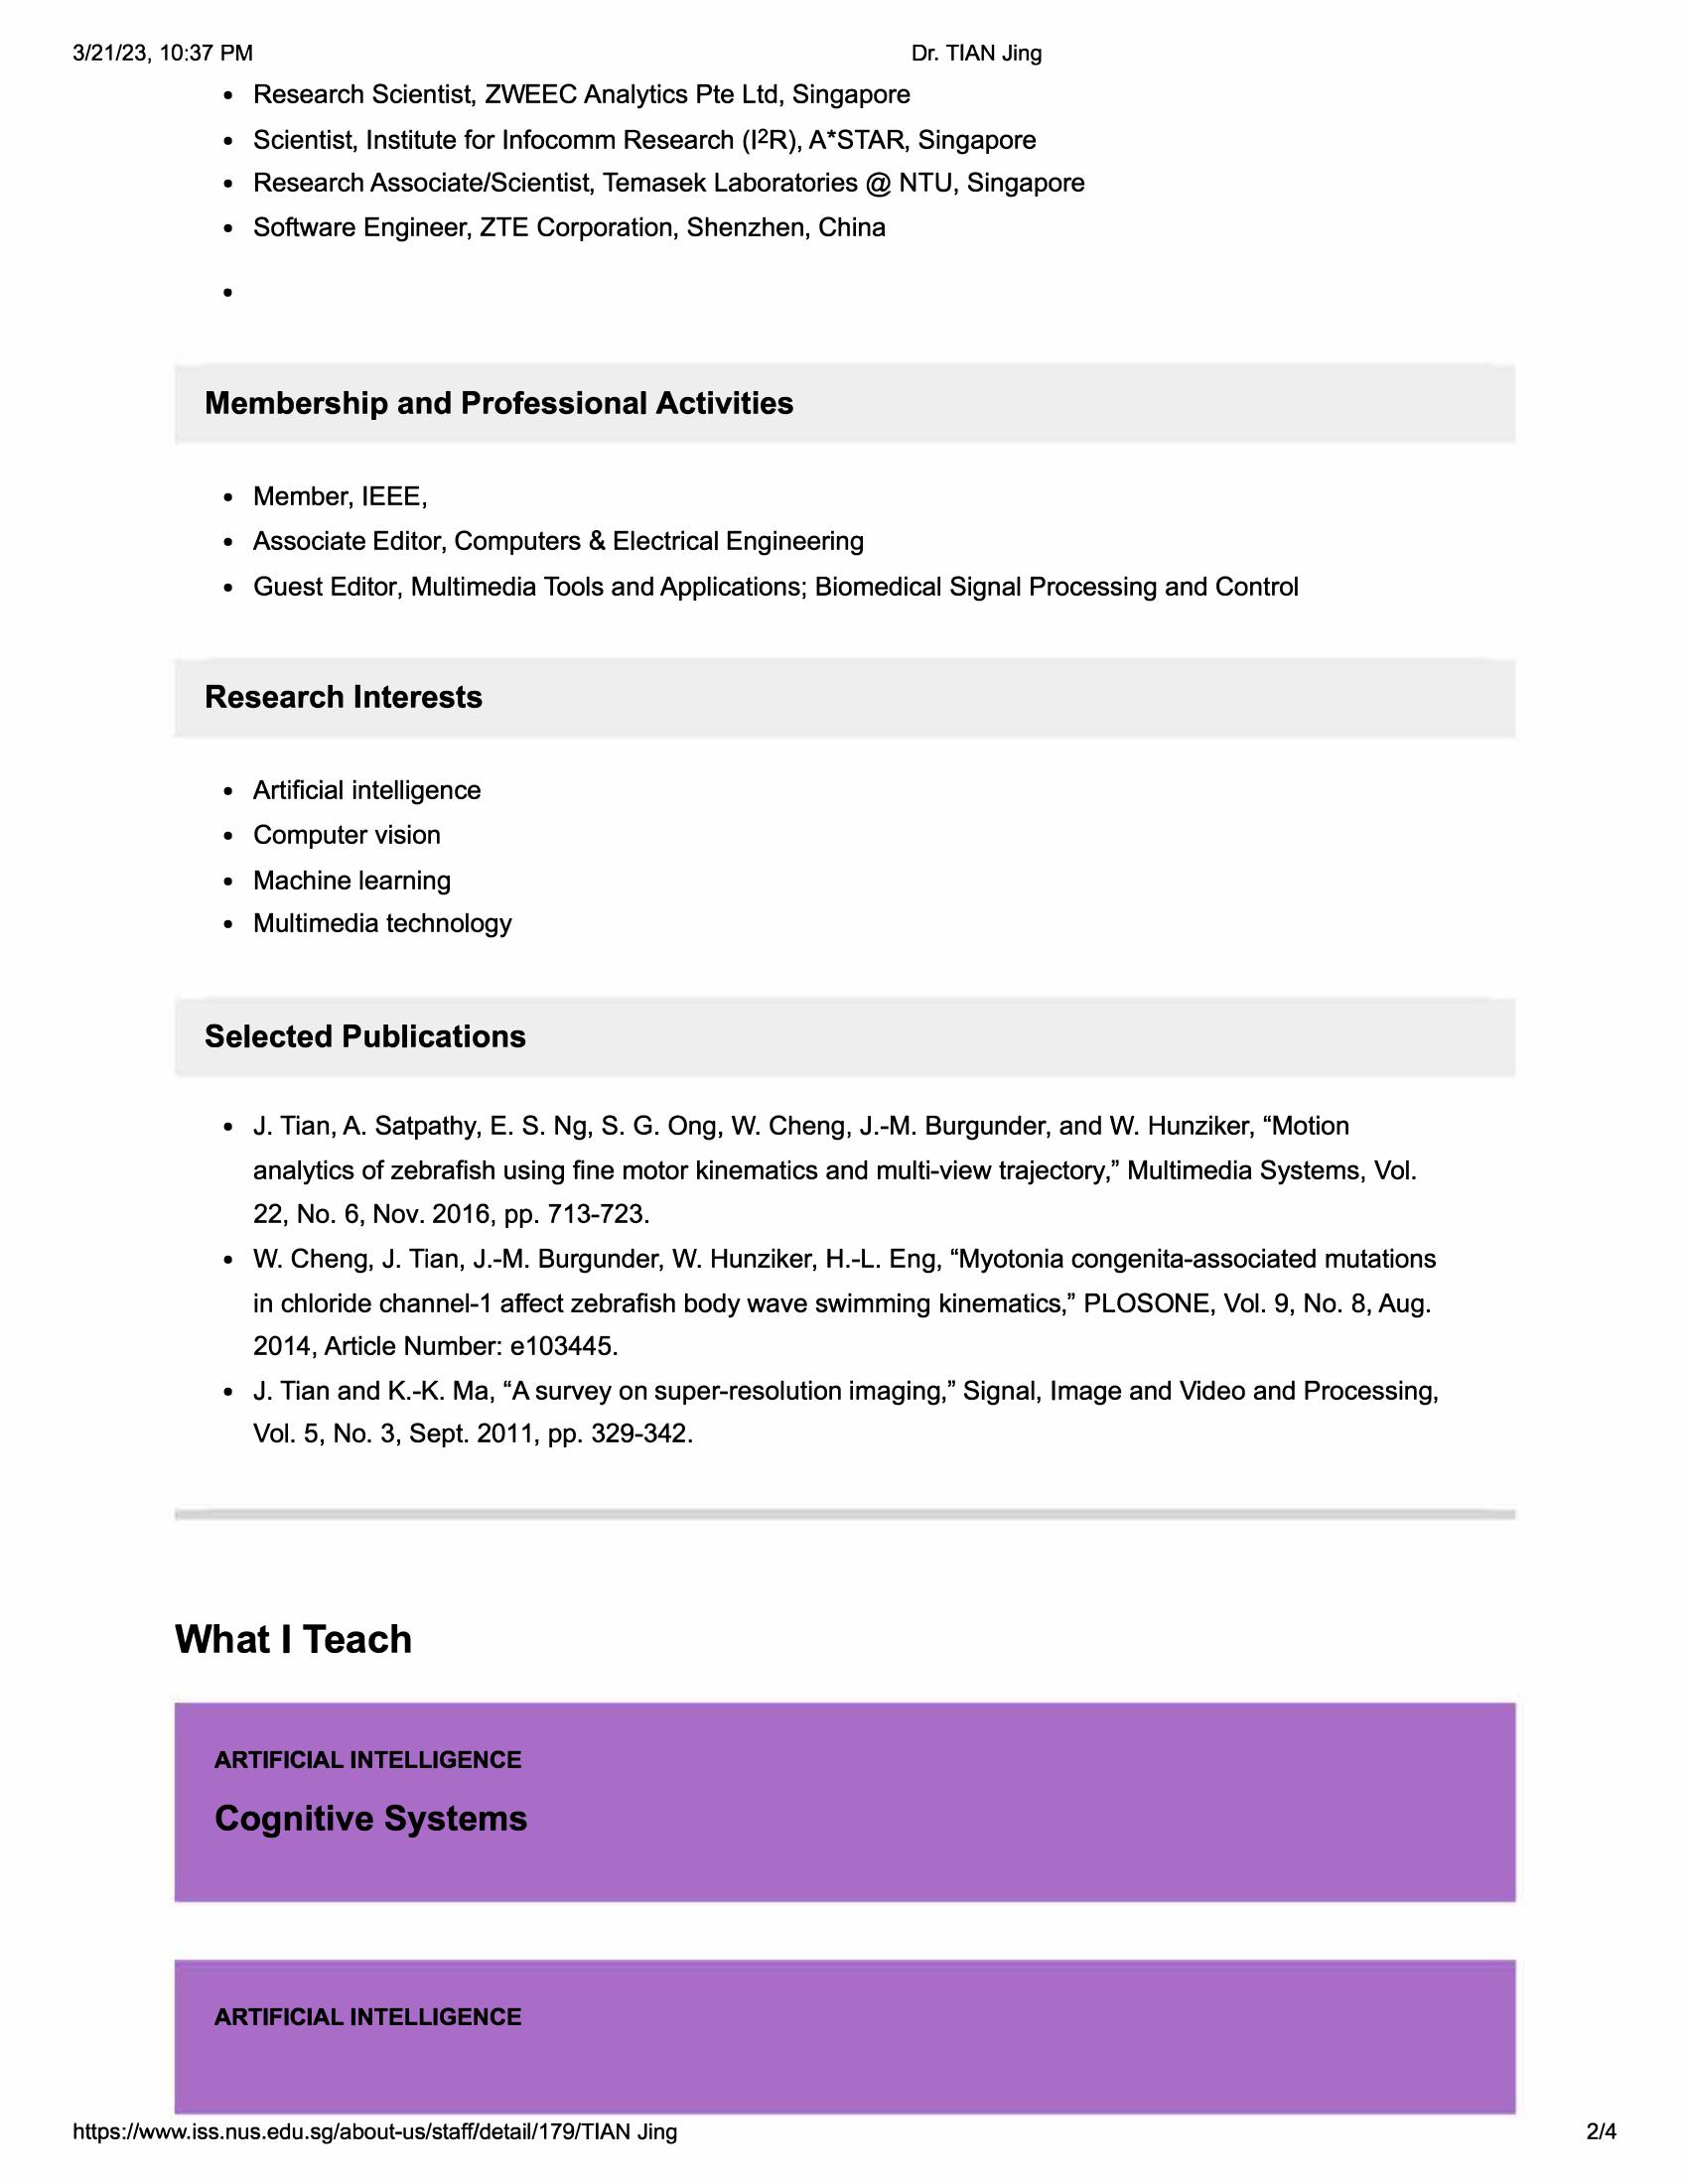 3/21/23, 10:37 PM Dr. TIAN Jing
• Research Scientist, ZWEEC Analytics Pte Ltd, Singapore
• Scientist, Institute for Infocomm Research (I²R), A*STAR, Singapore
• Research Associate/Scientist, Temasek Laboratories @ NTU, Singapore
• Software Engineer, ZTE Corporation, Shenzhen, China
•
Membership and Professional Activities
• Member, IEEE,
• Associate Editor, Computers & Electrical Engineering
• Guest Editor, Multimedia Tools and Applications; Biomedical Signal Processing and Control
Research Interests
• Artificial intelligence
• Computer vision
• Machine learning
• Multimedia technology
Selected Publications
• J. Tian, A. Satpathy, E. S. Ng, S. G. Ong, W. Cheng, J.-M. Burgunder, and W. Hunziker, “Motion
analytics of zebrafish using fine motor kinematics and multi-view trajectory,” Multimedia Systems, Vol.
22, No. 6, Nov. 2016, pp. 713-723.
• W. Cheng, J. Tian, J.-M. Burgunder, W. Hunziker, H.-L. Eng, “Myotonia congenita-associated mutations
in chloride channel-1 affect zebrafish body wave swimming kinematics,” PLOSONE, Vol. 9, No. 8, Aug.
2014, Article Number: e103445.
• J. Tian and K.-K. Ma, “A survey on super-resolution imaging,” Signal, Image and Video and Processing,
Vol. 5, No. 3, Sept. 2011, pp. 329-342.
What I Teach
ARTIFICIAL INTELLIGENCE
Cognitive Systems
ARTIFICIAL INTELLIGENCE
https://www.iss.nus.edu.sg/about-us/staff/detail/179/TIAN Jing 2/4